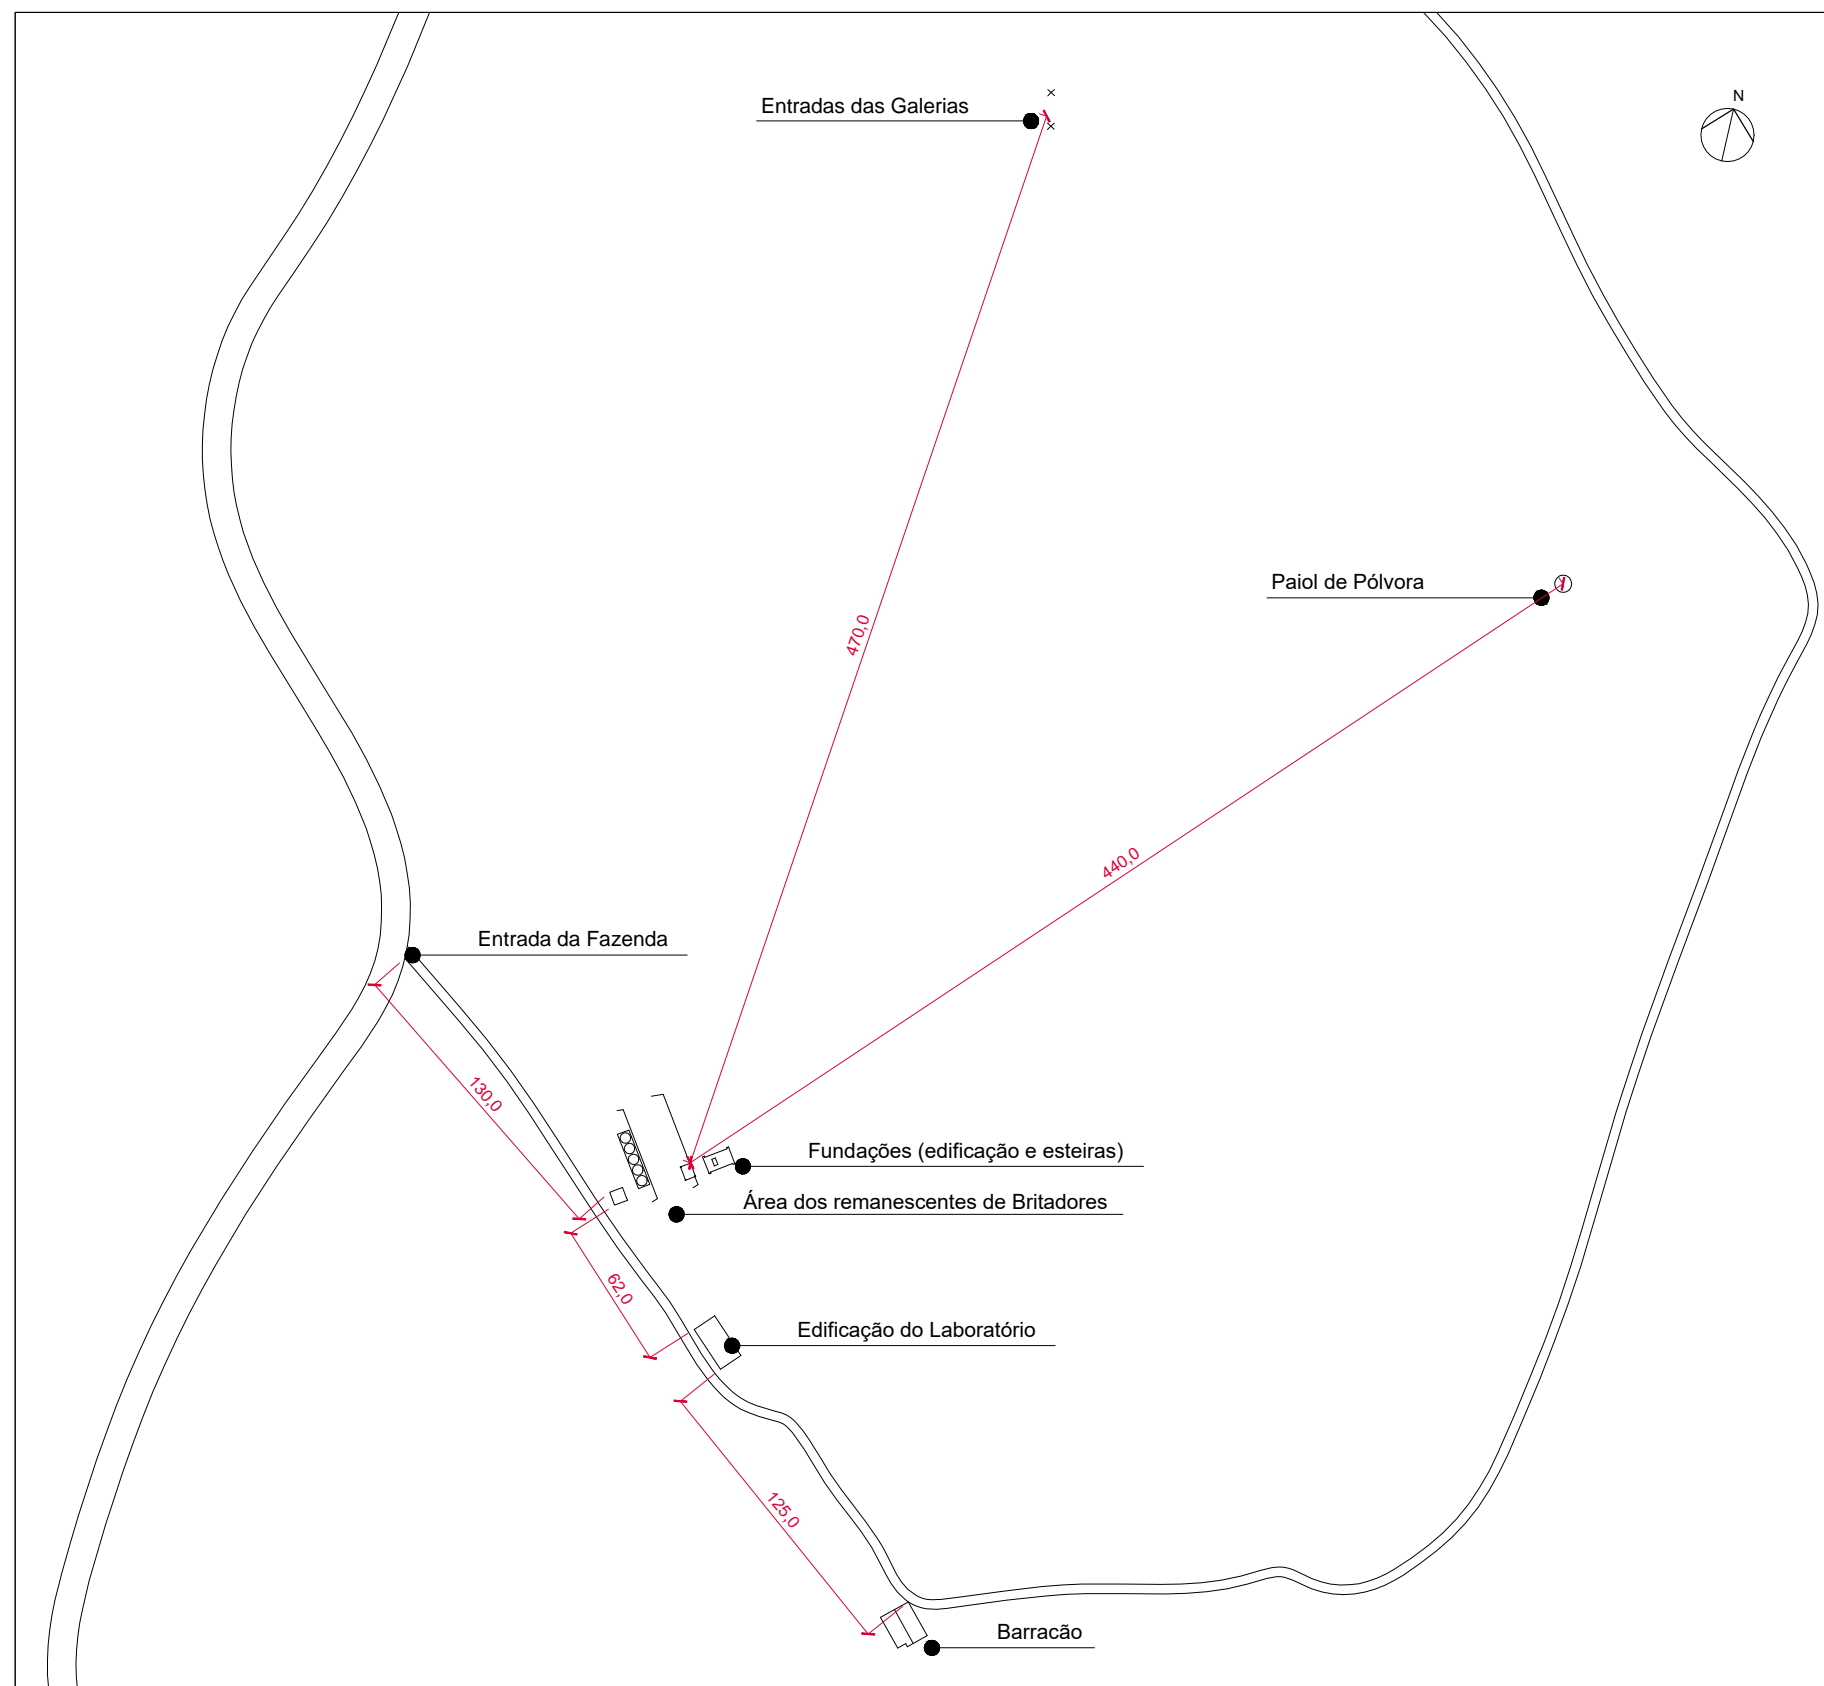 N
Entradas das Galerias
Paiol de Pólvora
470,0
440,0
Entrada da Fazenda
130,0
Fundações (edificação e esteiras)
Área dos remanescentes de Britadores
62,0
Edificação do Laboratório
125,0
Barracão